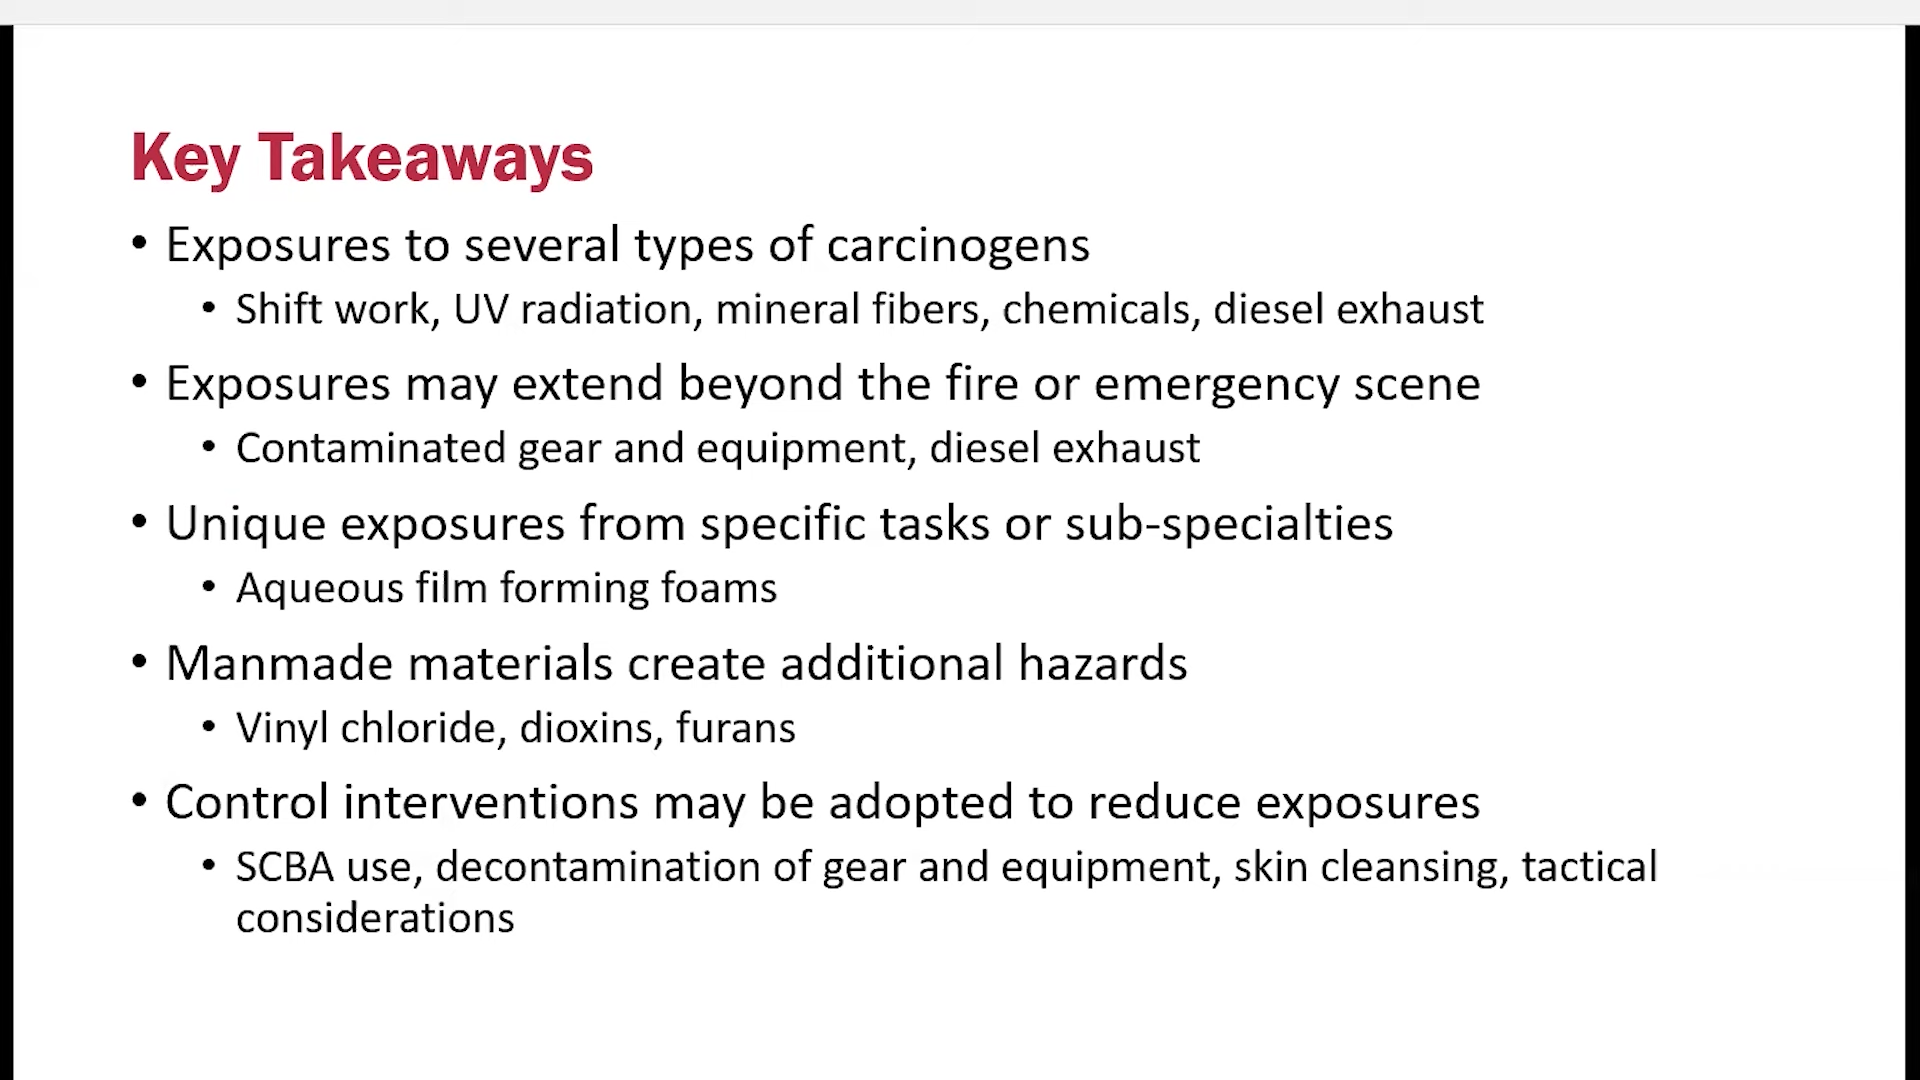 Key Takeaways
• Exposures to several types of carcinogens
• Shift work, UV radiation, mineral fibers, chemicals, diesel exhaust
• Exposures may extend beyond the fire or emergency scene
• Contaminated gear and equipment, diesel exhaust
• Unique exposures from specific tasks or sub-specialties
• Aqueous film forming foams
• Manmade materials create additional hazards
• Vinyl chloride, dioxins, furans
• Control interventions may be adopted to reduce exposures
• SCBA use, decontamination of gear and equipment, skin cleansing, tactical
considerations